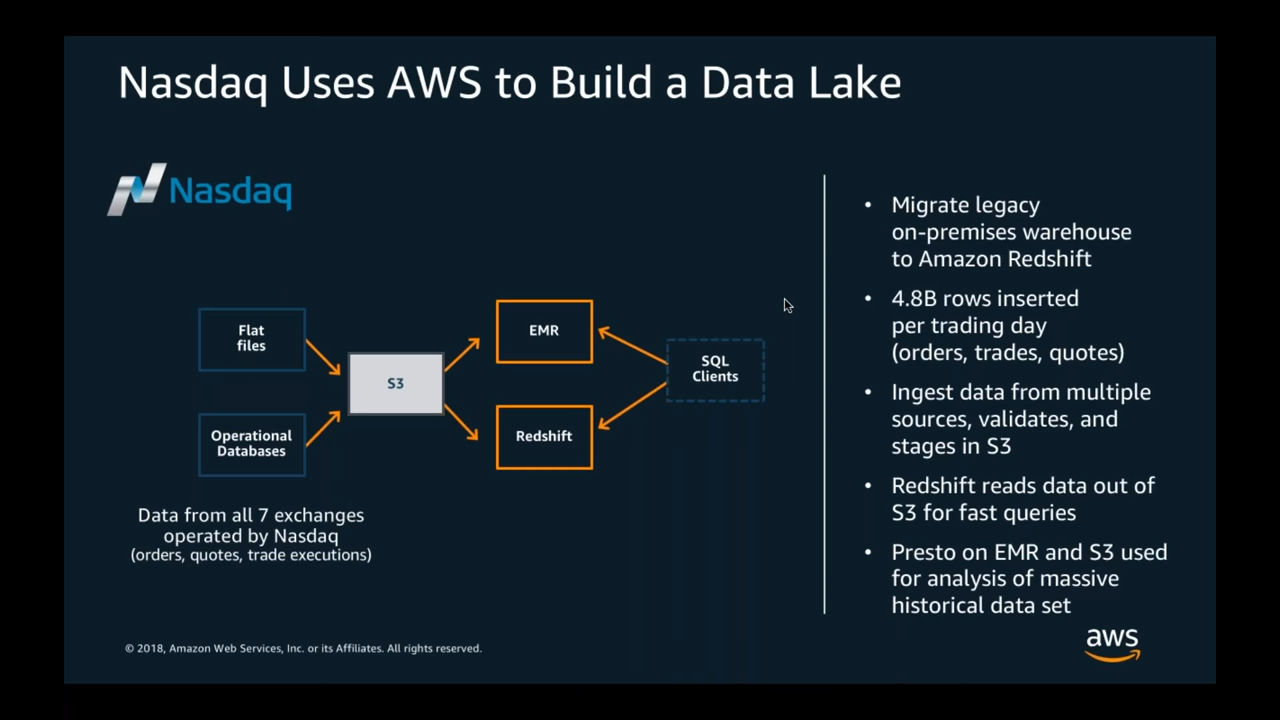 Nasdaq Uses AWS to Build a Data Lake
Nasdaq
Flat
files
Operational
Databases
S3
EMR
Redshift
SQL
Clients
Data from all 7 exchanges
operated by Nasdaq
(orders, quotes, trade executions)
• Migrate legacy
on-premises warehouse
to Amazon Redshift
• 4.8B rows inserted
per trading day
(orders, trades, quotes)
• Ingest data from multiple
sources, validates, and
stages in S3
• Redshift reads data out of
S3 for fast queries
• Presto on EMR and S3 used
for analysis of massive
historical data set
© 2018, Amazon Web Services, Inc. or its Affiliates. All rights reserved.
aws